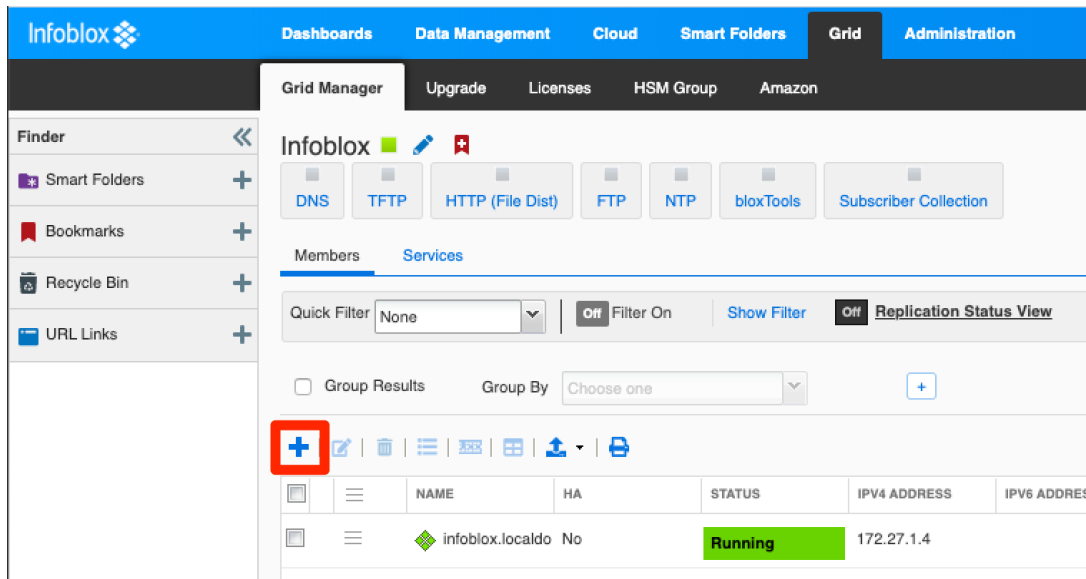 Infoblox
Dashboards Data Management Cloud Smart Folders Grid Administration
Grid Manager Upgrade Licenses HSM Group Amazon
Finder
Smart Folders
Bookmarks
Recycle Bin
URL Links
Infoblox
DNS TFTP HTTP (File Dist) FTP NTP bloxTools Subscriber Collection
Members Services
Quick Filter None Off Filter On Show Filter Off Replication Status View
Group Results Group By Choose one +
NAME HA STATUS IPV4 ADDRESS IPV6 ADDRES
infoblox.localdo No Running 172.27.1.4